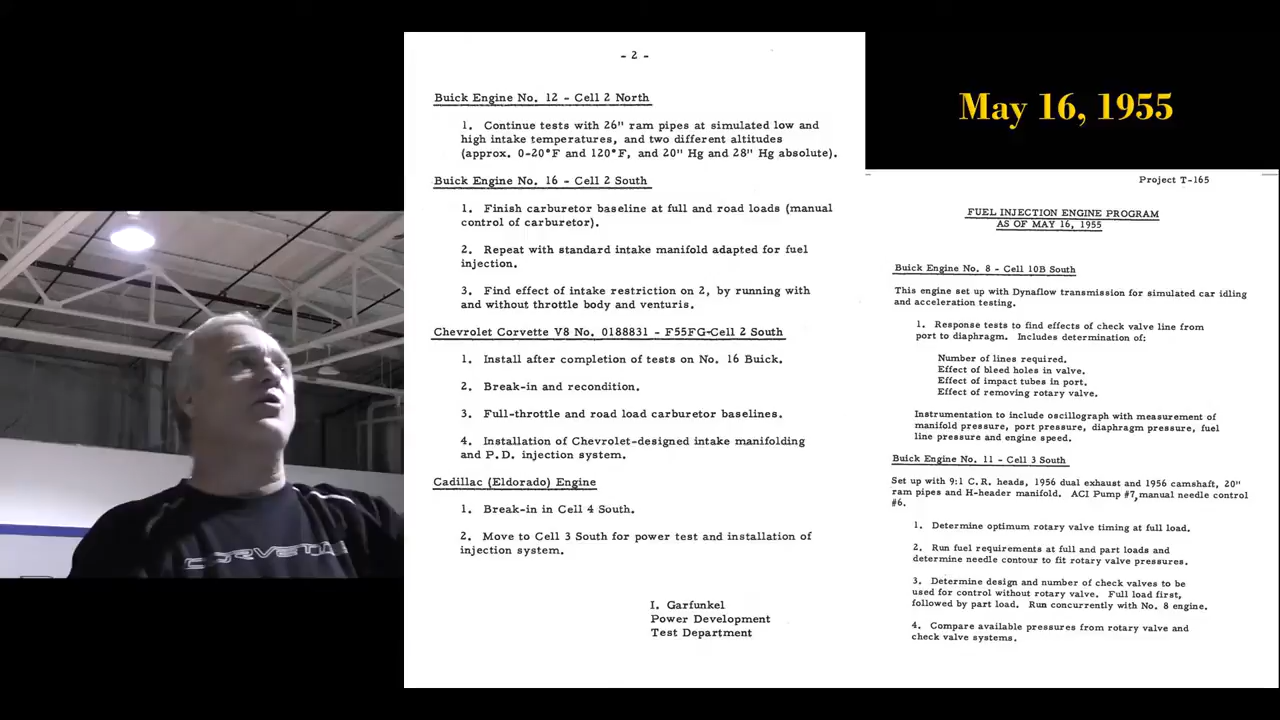 May 16, 1955
Project T-165
FUEL INJECTION ENGINE PROGRAM
AS OF MAY 16, 1955
Buick Engine No. 8 - Cell 10B South
This engine set up with Dynaflow transmission for simulated car idling
and acceleration testing.
1. Response tests to find effects of check valve line from
port to diaphragm. Includes determination of:
Number of lines required.
Effect of bleed holes in valve.
Effect of impact tubes in port.
Effect of removing rotary valve.
Instrumentation to include oscillograph with measurement of
manifold pressure, port pressure, diaphragm pressure, fuel
line pressure and engine speed.
Buick Engine No. 11 - Cell 3 South
Set up with 9:1 C.R. heads, 1956 dual exhaust and 1956 camshaft, 20"
ram pipes and H-header manifold. ACI Pump #7, manual needle control
#6.
1. Determine optimum rotary valve timing at full load.
2. Run fuel requirements at full and part loads and
determine needle contour to fit rotary valve pressures.
3. Determine design and number of check valves to be
used for control without rotary valve. Full load first,
followed by part load. Run concurrently with No. 8 engine.
4. Compare available pressures from rotary valve and
check valve systems.
- 2 -
Buick Engine No. 12 - Cell 2 North
1. Continue tests with 26" ram pipes at simulated low and
high intake temperatures, and two different altitudes
(approx. 0-20°F and 120°F, and 20" Hg and 28" Hg absolute).
Buick Engine No. 16 - Cell 2 South
1. Finish carburetor baseline at full and road loads (manual
control of carburetor).
2. Repeat with standard intake manifold adapted for fuel
injection.
3. Find effect of intake restriction on 2, by running with
and without throttle body and venturis.
Chevrolet Corvette V8 No. 0188831 - F55FG-Cell 2 South
1. Install after completion of tests on No. 16 Buick.
2. Break-in and recondition.
3. Full-throttle and road load carburetor baselines.
4. Installation of Chevrolet-designed intake manifolding
and P.D. injection system.
Cadillac (Eldorado) Engine
1. Break-in in Cell 4 South.
2. Move to Cell 3 South for power test and installation of
injection system.
I. Garfunkel
Power Development
Test Department
CORVETTE